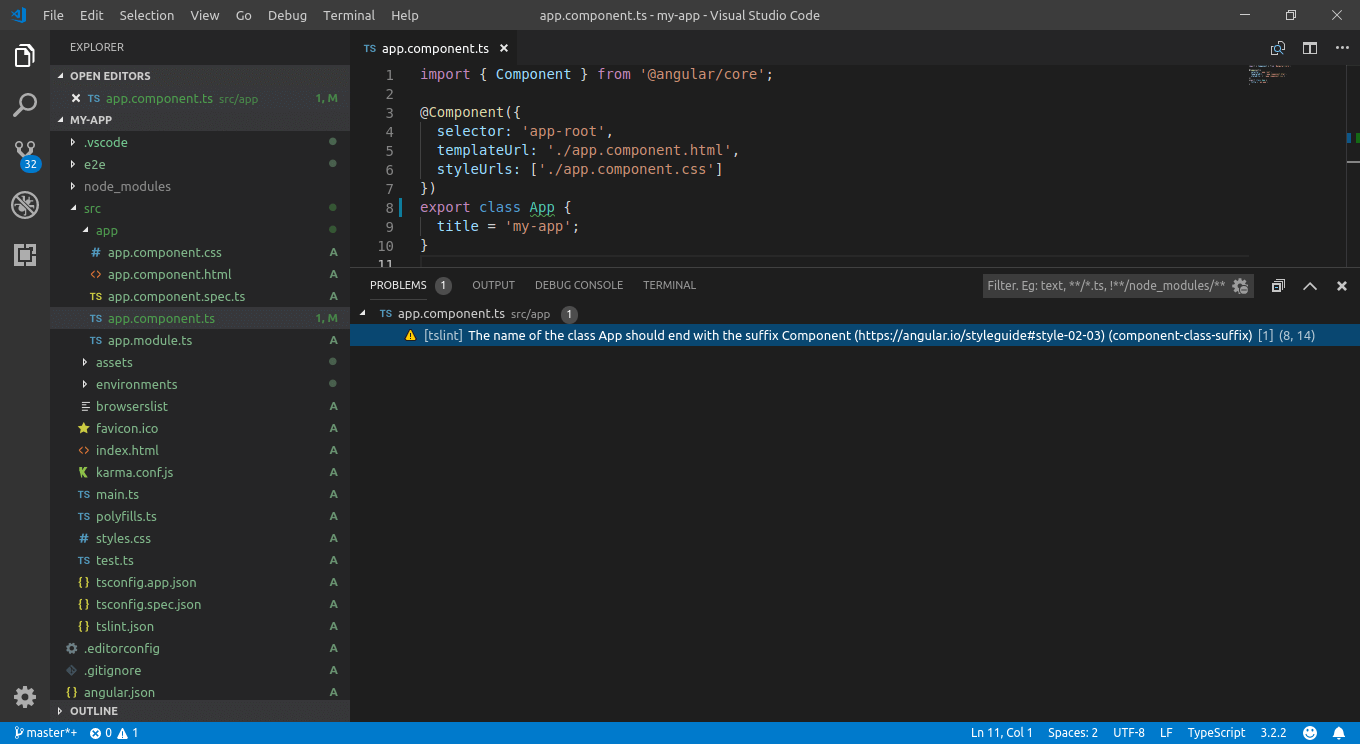 File Edit Selection View Go Debug Terminal Help app.component.ts - my-app - Visual Studio Code
EXPLORER
OPEN EDITORS
TS app.component.ts src/app 1, M
MY-APP
.vscode
e2e
node_modules
src
app
# app.component.css A
<> app.component.html A
TS app.component.spec.ts A
TS app.component.ts 1, M
TS app.module.ts A
assets
environments
browserslist A
favicon.ico A
<> index.html A
karma.conf.js A
TS main.ts A
TS polyfills.ts A
# styles.css A
TS test.ts A
{} tsconfig.app.json A
{} tsconfig.spec.json A
{} tslint.json A
.editorconfig A
.gitignore A
{} angular.json A
OUTLINE
32
TS app.component.ts
1 import { Component } from '@angular/core';
2
3 @Component({
4 selector: 'app-root',
5 templateUrl: './app.component.html',
6 styleUrls: ['./app.component.css']
7 })
8 export class App {
9 title = 'my-app';
10 }
11
PROBLEMS 1 OUTPUT DEBUG CONSOLE TERMINAL Filter. Eg: text, **/*.ts, !**/node_modules/**
TS app.component.ts src/app 1
[tslint] The name of the class App should end with the suffix Component (https://angular.io/styleguide#style-02-03) (component-class-suffix) [1] (8, 14)
master*+ 0 1 Ln 11, Col 1 Spaces: 2 UTF-8 LF TypeScript 3.2.2